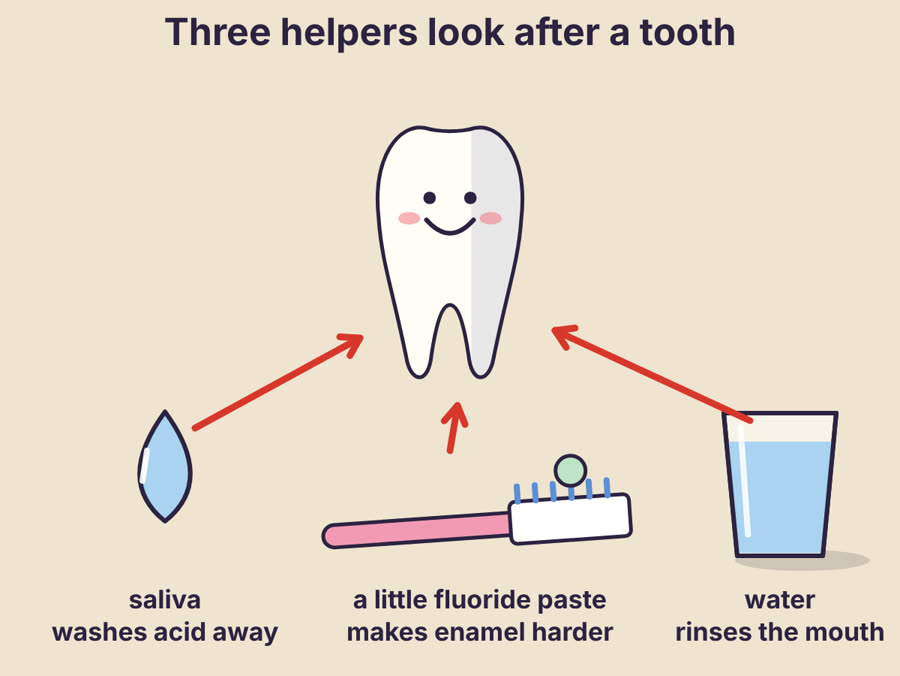 Three helpers look after a tooth
saliva
washes acid away
a little fluoride paste
makes enamel harder
water
rinses the mouth